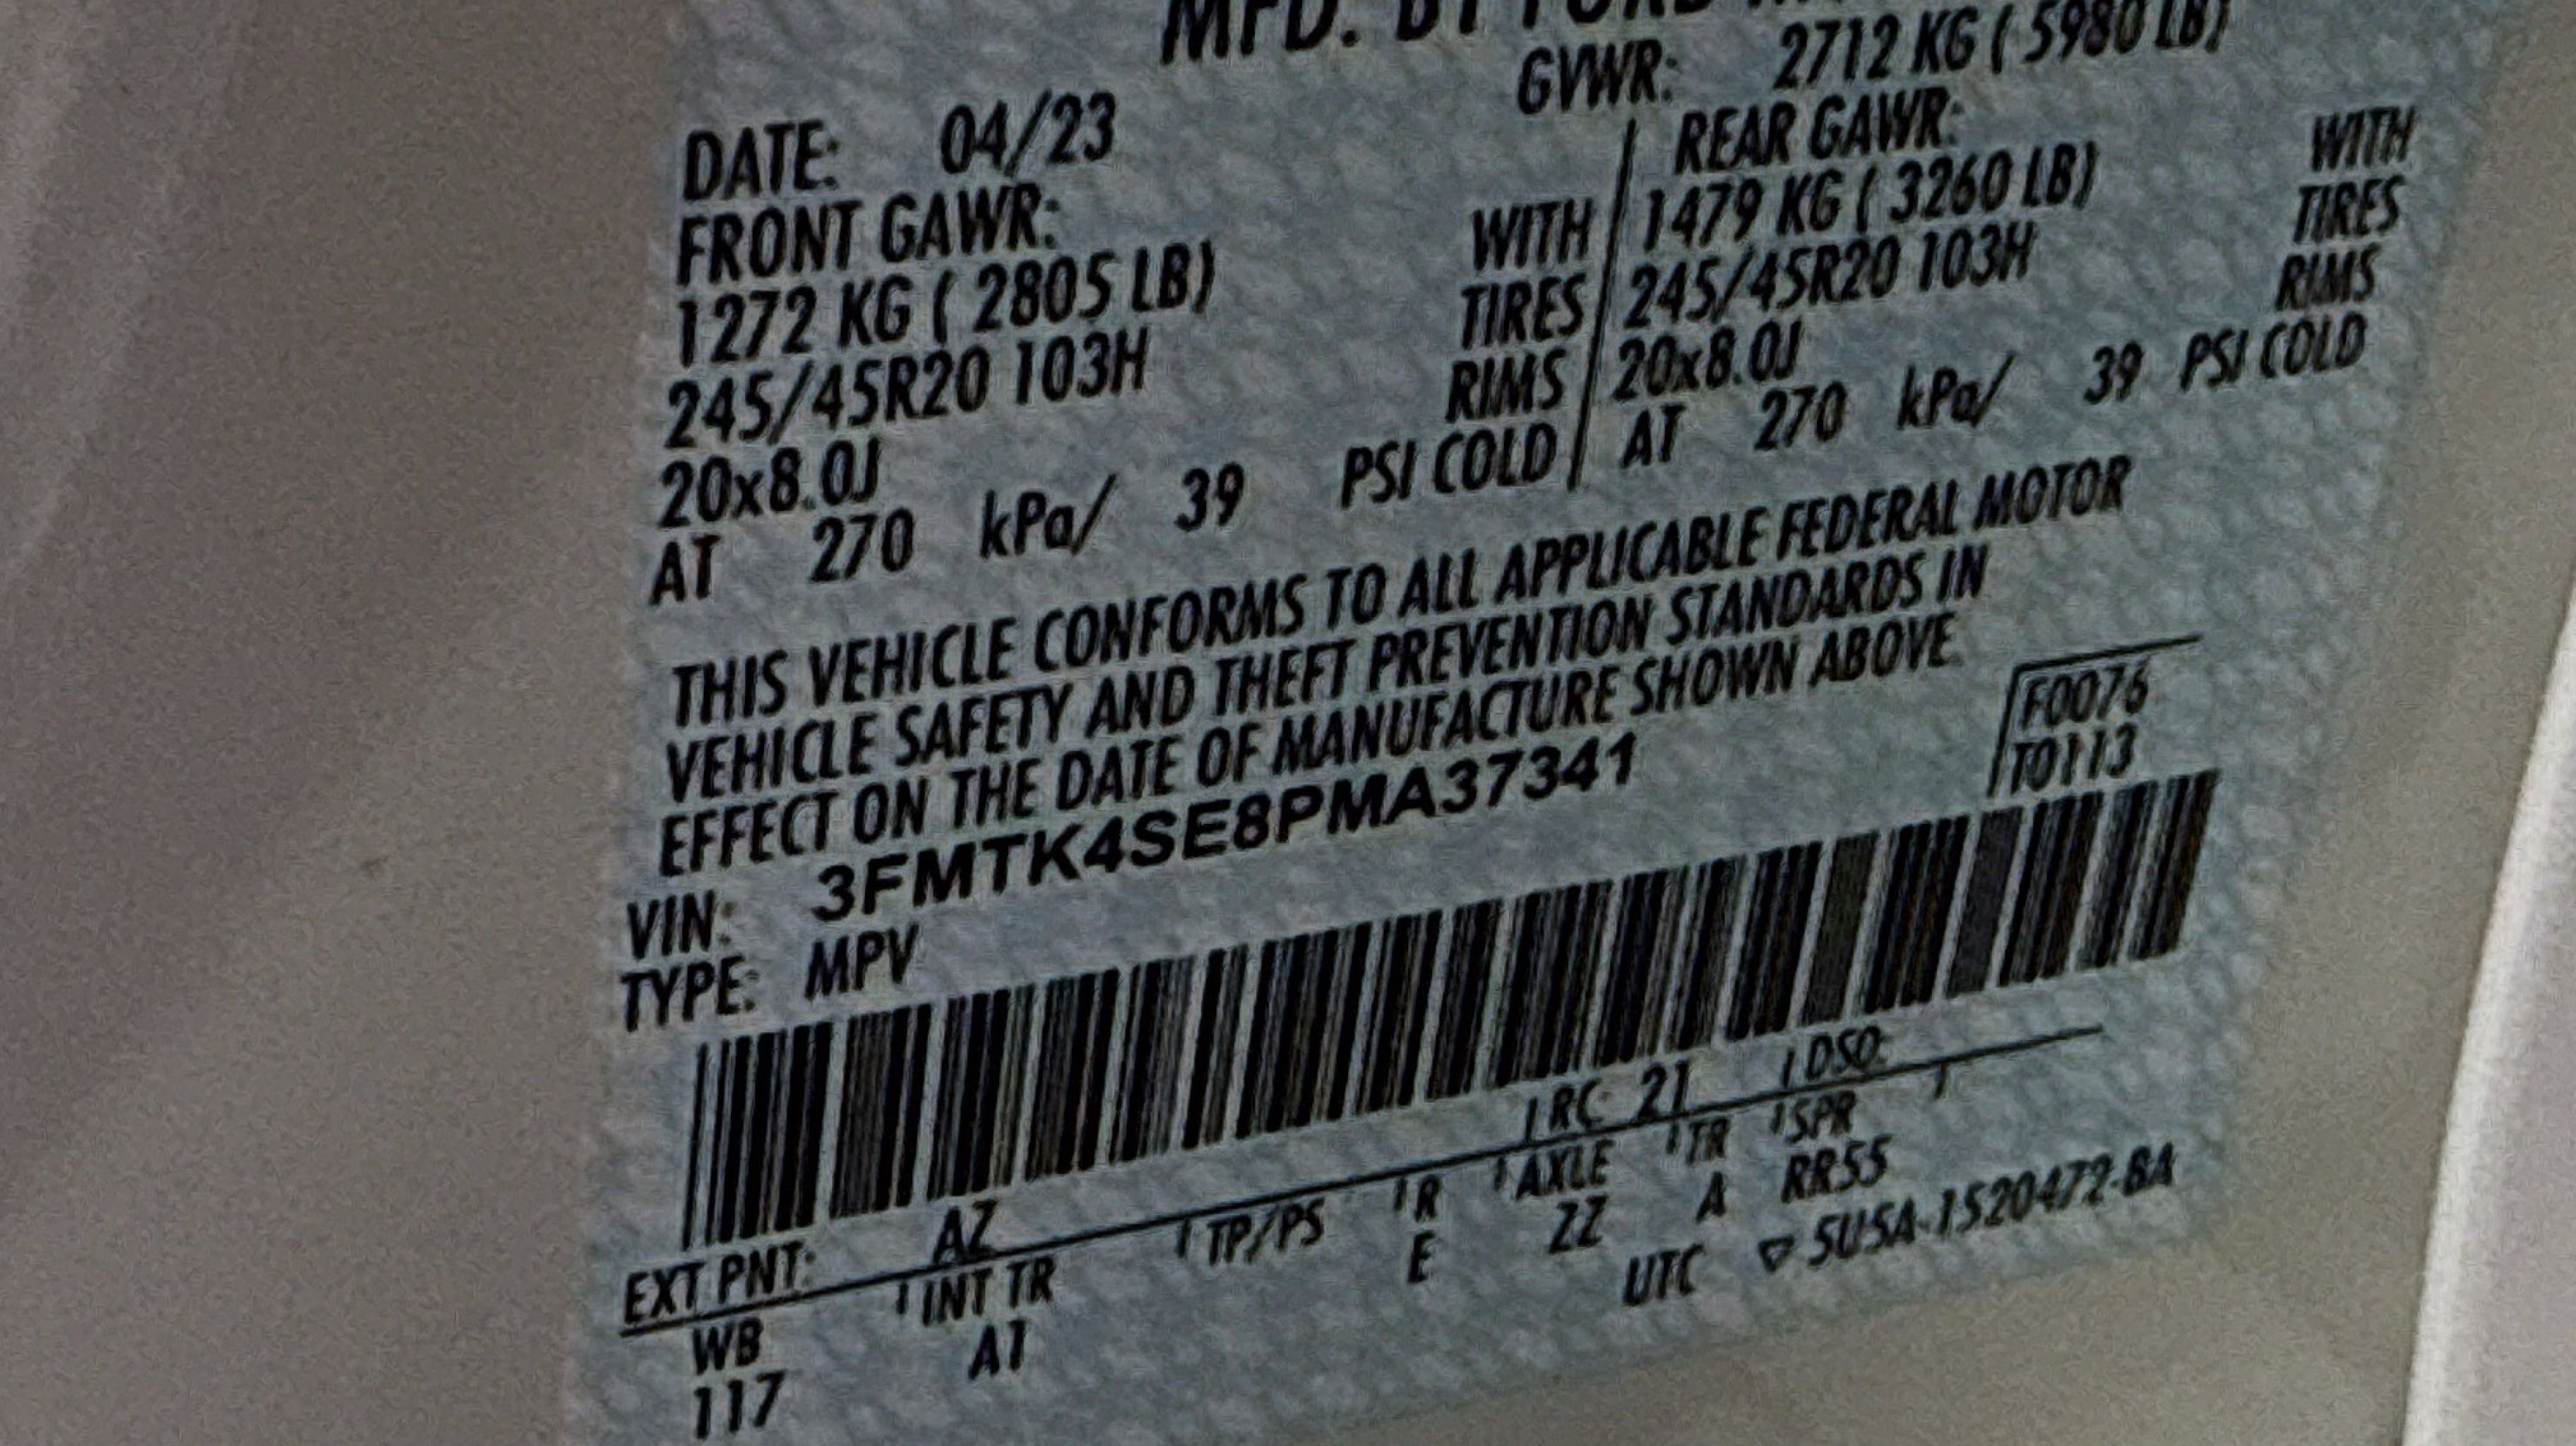 MFD. BY FORD
GVWR: 2712 KG ( 5980 LB)
DATE: 04/23
FRONT GAWR:
1272 KG ( 2805 LB) WITH
245/45R20 103H TIRES
20x8.0J RIMS
AT 270 kPa/ 39 PSI COLD
REAR GAWR:
1479 KG ( 3260 LB) WITH
245/45R20 103H TIRES
20x8.0J RIMS
AT 270 kPa/ 39 PSI COLD
THIS VEHICLE CONFORMS TO ALL APPLICABLE FEDERAL MOTOR
VEHICLE SAFETY AND THEFT PREVENTION STANDARDS IN
EFFECT ON THE DATE OF MANUFACTURE SHOWN ABOVE.
VIN: 3FMTK4SE8PMA37341
TYPE: MPV
F0076
T0113
EXT PNT: AZ RC: 21 DSO:
WB INT TR TP/PS R AXLE TR SPR
117 AT E ZZ A RR55
UTC ▽ 5U5A-1520472-BA